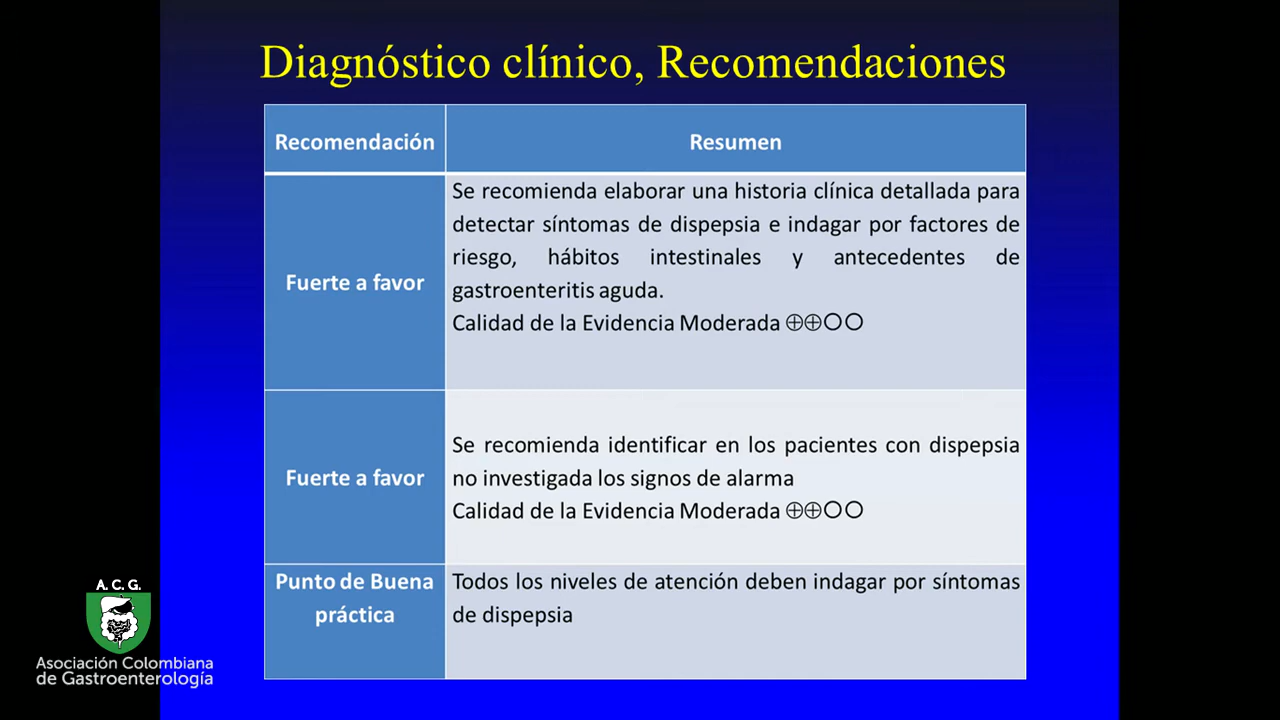 Diagnóstico clínico, Recomendaciones
Recomendación
Resumen
Fuerte a favor
Se recomienda elaborar una historia clínica detallada para
detectar síntomas de dispepsia e indagar por factores de
riesgo, hábitos intestinales y antecedentes de
gastroenteritis aguda.
Calidad de la Evidencia Moderada ⊕⊕〇〇
Fuerte a favor
Se recomienda identificar en los pacientes con dispepsia
no investigada los signos de alarma
Calidad de la Evidencia Moderada ⊕⊕〇〇
Punto de Buena
práctica
Todos los niveles de atención deben indagar por síntomas
de dispepsia
A. C. G.
Asociación Colombiana
de Gastroenterología